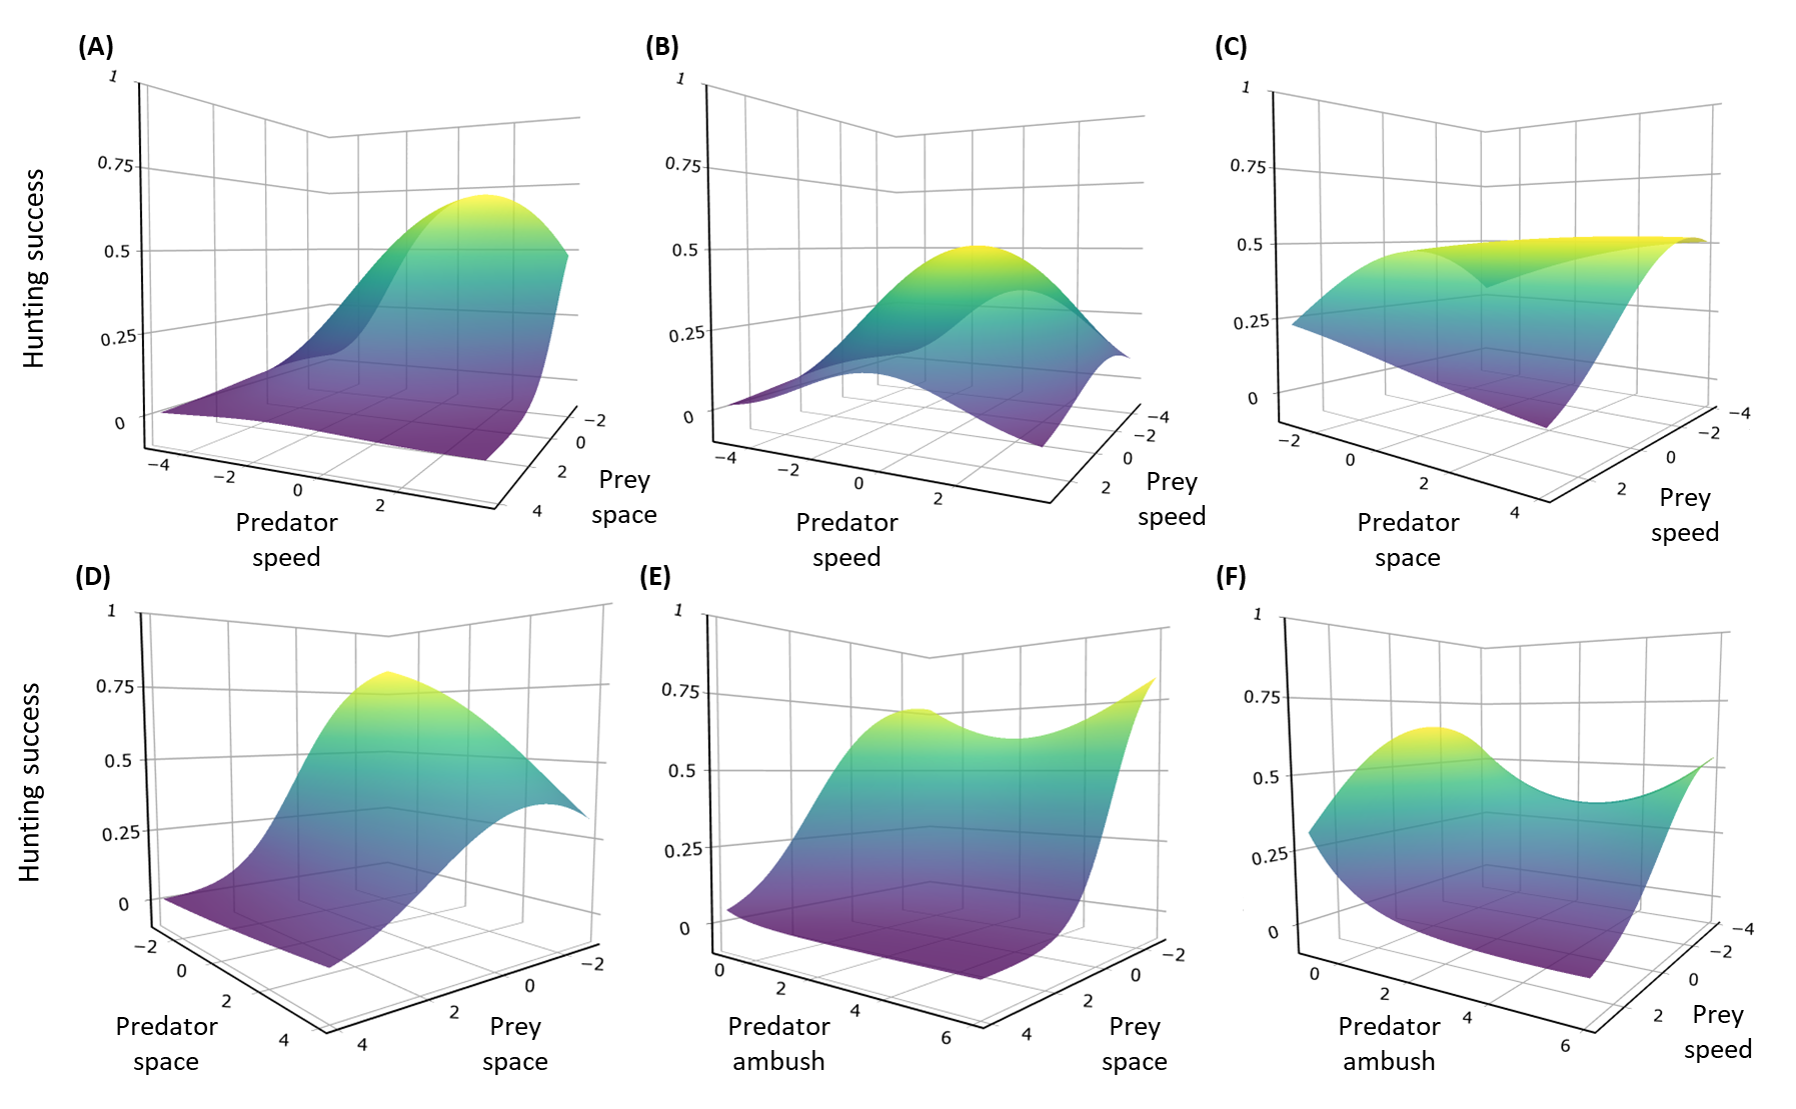 (A)
(B)
(C)
1
0.75
0.5
0.25
0
−4
−2
0
2
−2
0
2
4
Predator
speed
Prey
space
1
0.75
0.5
0.25
0
−4
−2
0
2
−4
−2
0
2
Predator
speed
Prey
speed
1
0.75
0.5
0.25
0
−2
0
2
4
−4
−2
0
2
Predator
space
Prey
speed
Hunting success
(D)
(E)
(F)
1
0.75
0.5
0.25
0
−2
0
2
4
−2
0
2
4
Predator
space
Prey
space
1
0.75
0.5
0.25
0
0
2
4
6
−2
0
2
4
Predator
ambush
Prey
space
1
0.75
0.5
0.25
0
0
2
4
6
−4
−2
0
2
Predator
ambush
Prey
speed
Hunting success